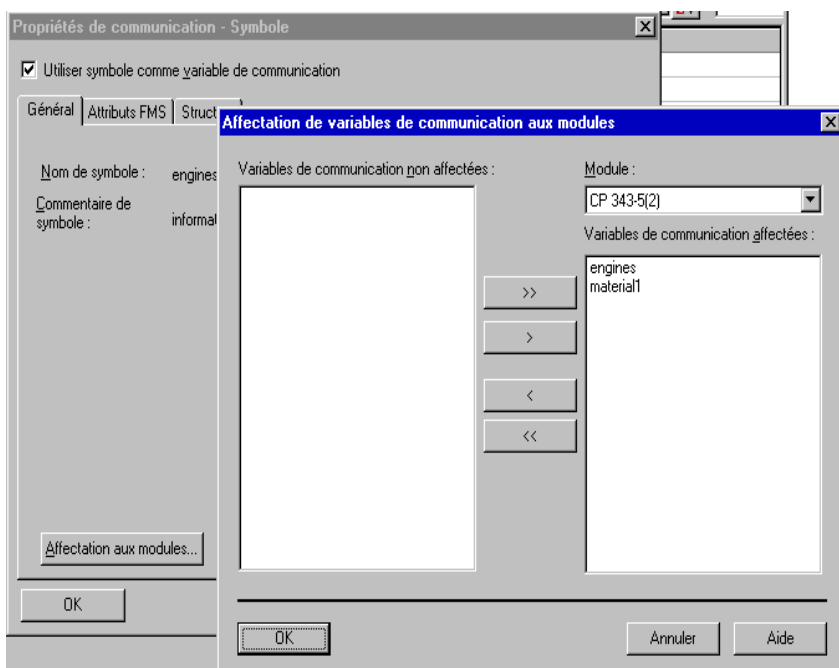 Propriétés de communication - Symbole
Utiliser symbole comme variable de communication
Général Attributs FMS
Nom de symbole : engines
Commentaire de
symbole :
Affectation aux modules...
OK
Affectation de variables de communication aux modules
Variables de communication non affectées :
>>
>
<
<<
Module :
CP 343-5(2)
Variables de communication affectées :
engines
material1
OK Annuler Aide